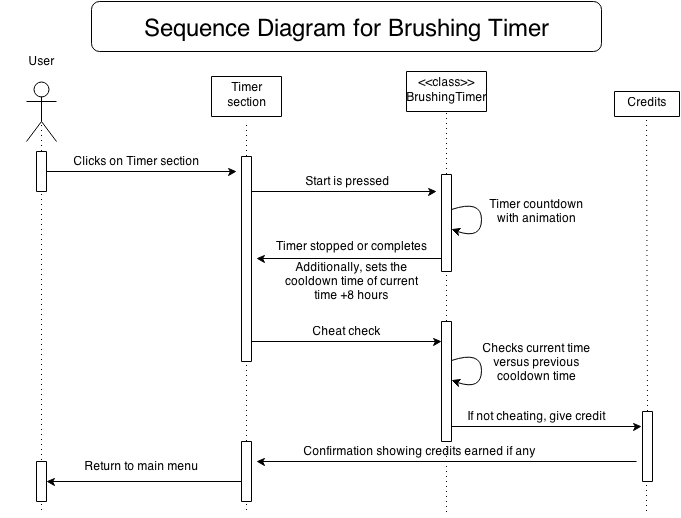 Sequence Diagram for Brushing Timer
User
Timer
section
<<class>>
BrushingTimer
Credits
Clicks on Timer section
Start is pressed
Timer countdown
with animation
Timer stopped or completes
Additionally, sets the
cooldown time of current
time +8 hours
Cheat check
Checks current time
versus previous
cooldown time
If not cheating, give credit
Confirmation showing credits earned if any
Return to main menu